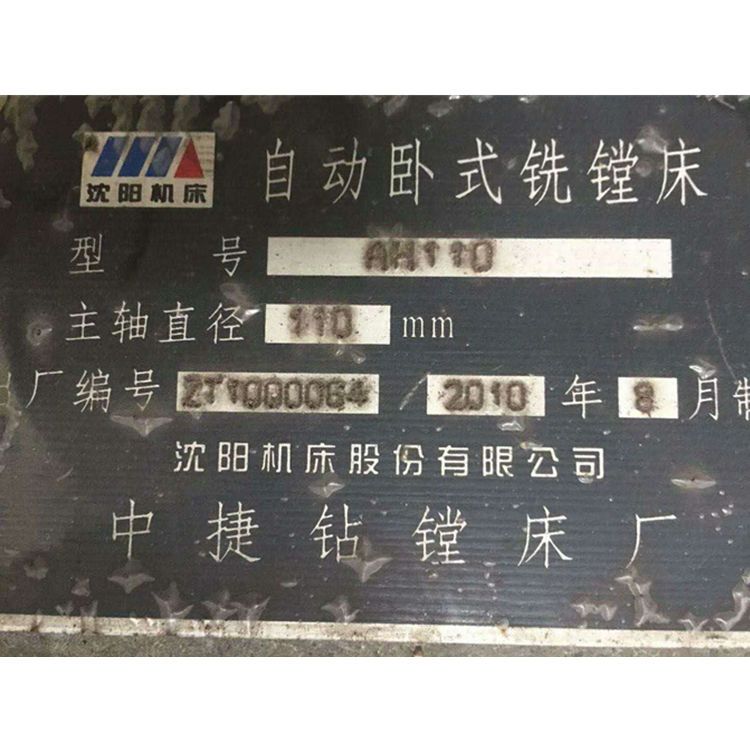 沈阳机床
自动卧式铣镗床
型号 AH110
主轴直径 110 mm
出厂编号 ZT1000064 2010 年 8 月制
沈阳机床股份有限公司
中捷钻镗床厂